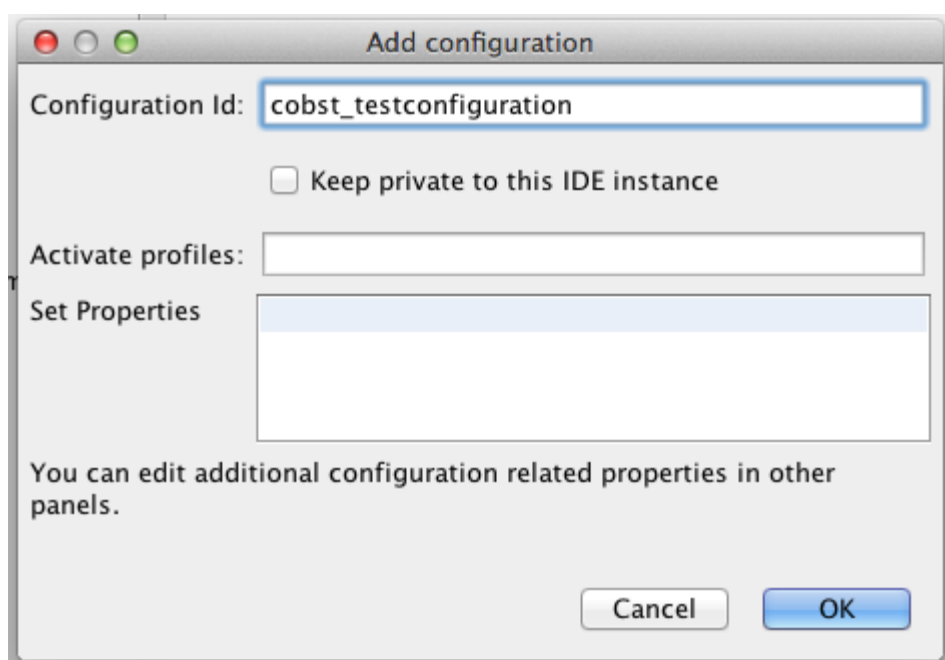 Add configuration
Configuration Id: cobst_testconfiguration
Keep private to this IDE instance
Activate profiles:
Set Properties
You can edit additional configuration related properties in other
panels.
Cancel OK